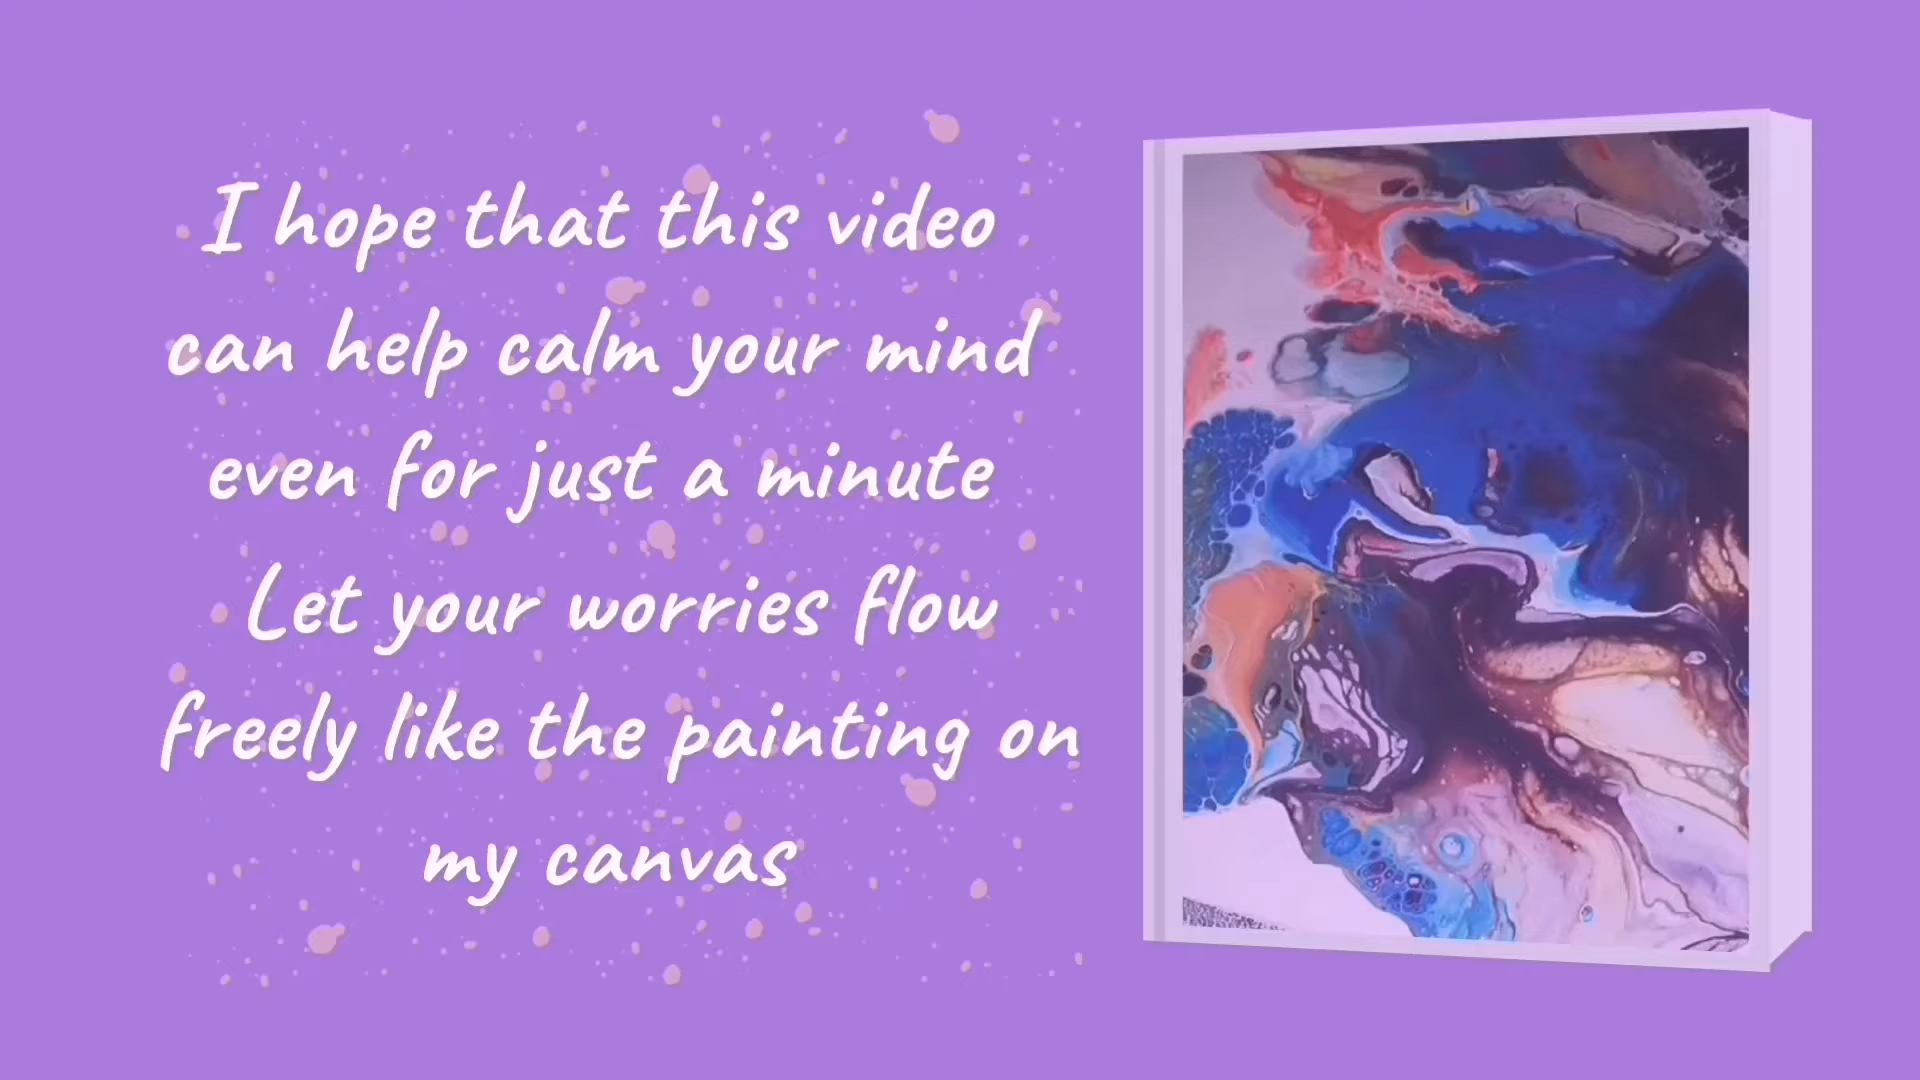 I hope that this video
can help calm your mind
even for just a minute
Let your worries flow
freely like the painting on
my canvas